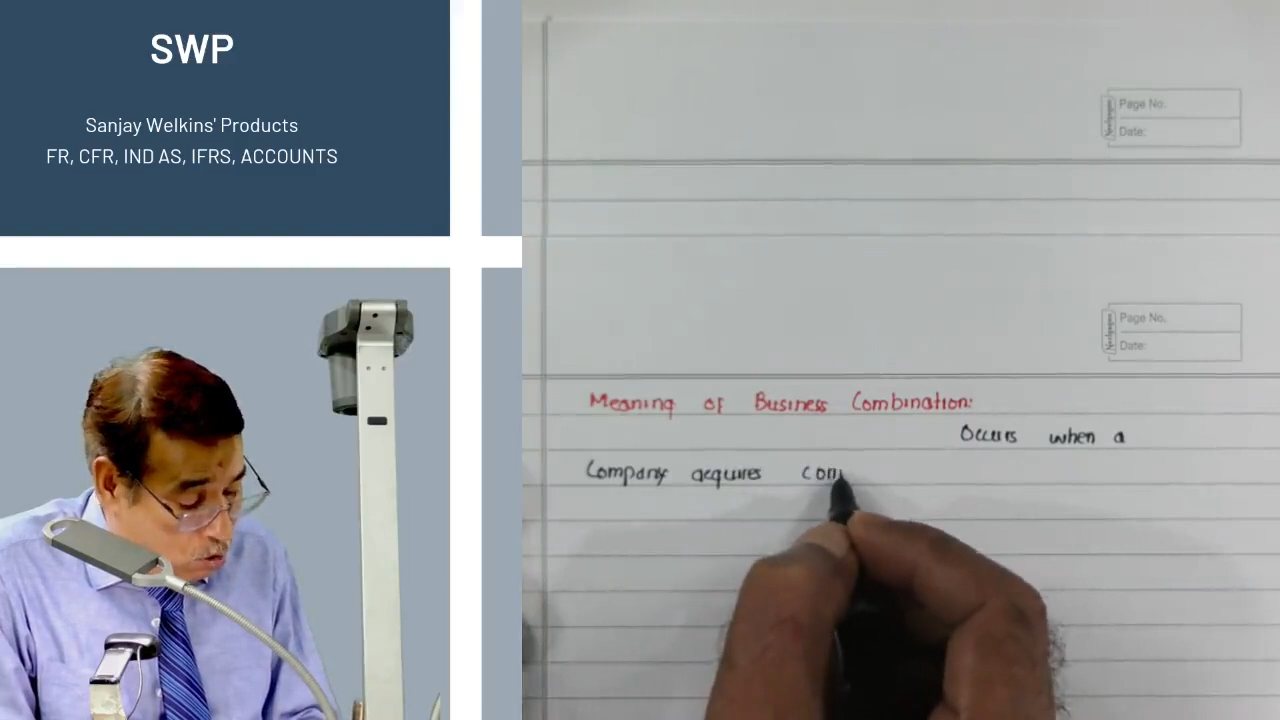 SWP
Sanjay Welkins' Products
FR, CFR, IND AS, IFRS, ACCOUNTS
Page No.
Date:
Page No.
Date:
Meaning of Business Combination:
Occurs when a
Company acquires com